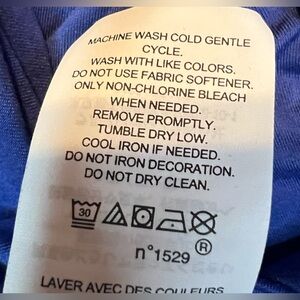 MACHINE WASH COLD GENTLE
CYCLE.
WASH WITH LIKE COLORS.
DO NOT USE FABRIC SOFTENER.
ONLY NON-CHLORINE BLEACH
WHEN NEEDED.
REMOVE PROMPTLY.
TUMBLE DRY LOW.
COOL IRON IF NEEDED.
DO NOT IRON DECORATION.
DO NOT DRY CLEAN.
30
n°1529 ®
LAVER AVEC DES COULEURS